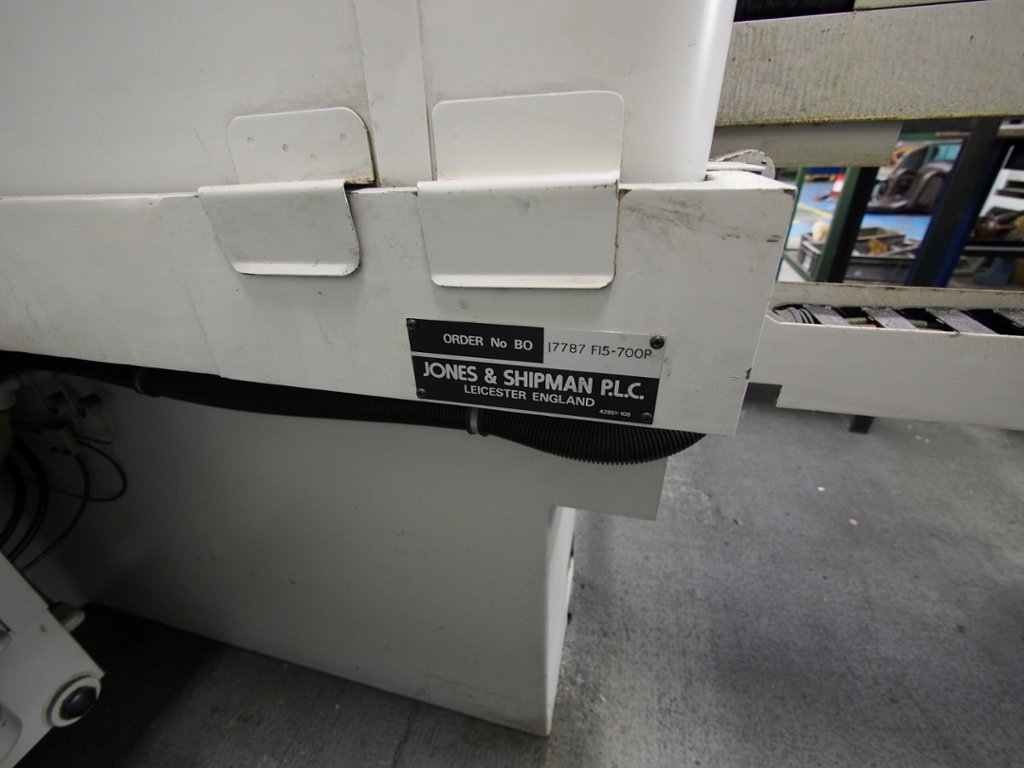 ORDER No BO 17787 F15-700P
JONES & SHIPMAN P.L.C.
LEICESTER ENGLAND
42851-108